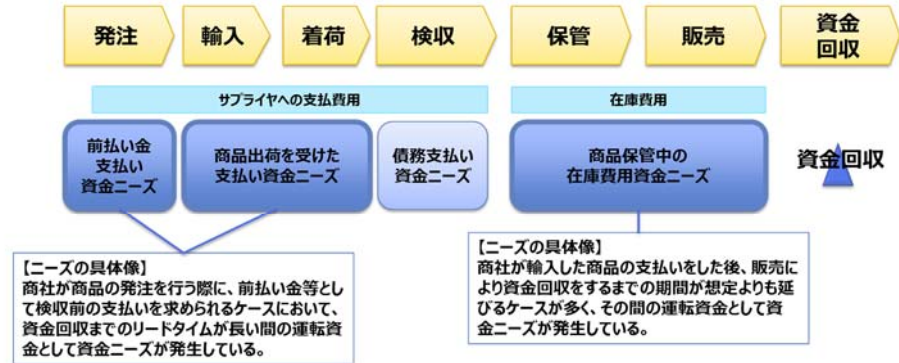 発注
輸入
着荷
検収
保管
販売
資金
回収
サプライヤへの支払費用
在庫費用
前払い金
支払い
資金ニーズ
商品出荷を受けた
支払い資金ニーズ
債務支払い
資金ニーズ
商品保管中の
在庫費用資金ニーズ
資金回収
【ニーズの具体像】
商社が商品の発注を行う際に、前払い金等とし
て検収前の支払いを求められるケースにおいて、
資金回収までのリードタイムが長い間の運転資
金として資金ニーズが発生している。
【ニーズの具体像】
商社が輸入した商品の支払いをした後、販売に
より資金回収をするまでの期間が想定よりも延
びるケースが多く、その間の運転資金として資
金ニーズが発生している。